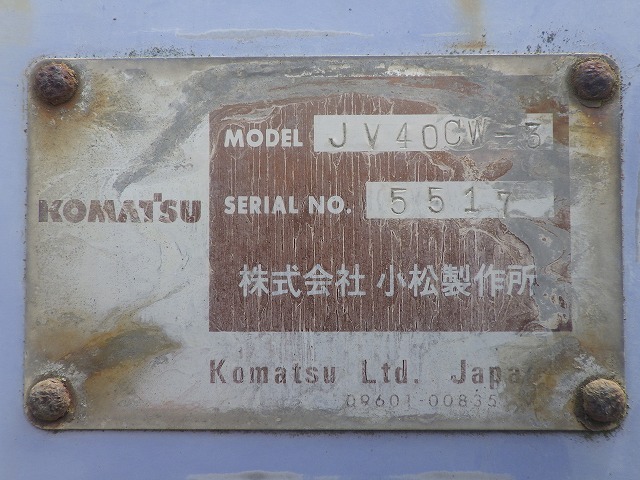 MODEL JV40CW-3
KOMATSU SERIAL NO. 5517
株式会社 小松製作所
Komatsu Ltd. Japan
09601-00835